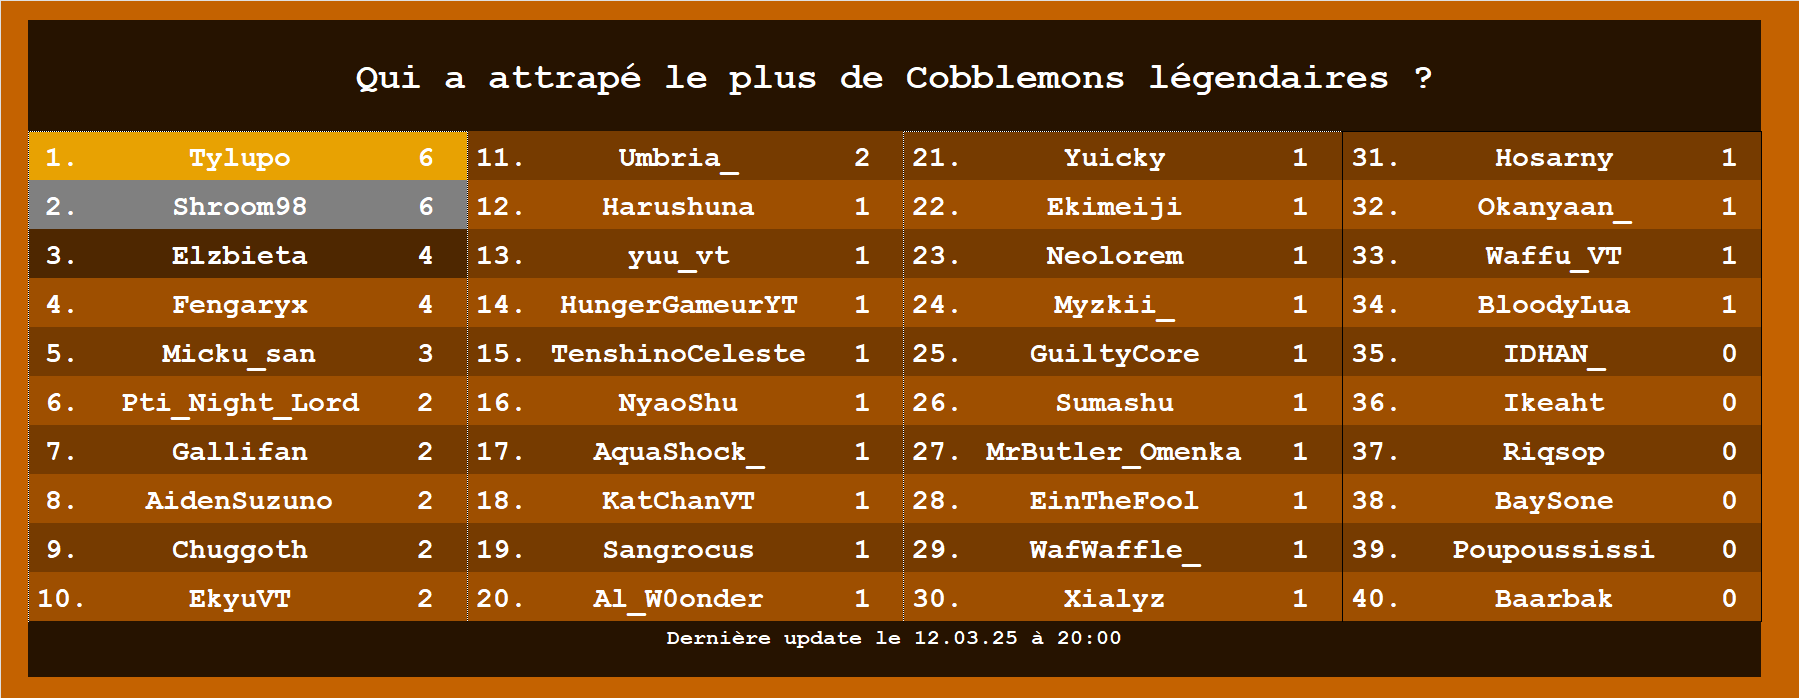 Qui a attrapé le plus de Cobblemons légendaires ?
1. Tylupo 6
2. Shroom98 6
3. Elzbieta 4
4. Fengaryx 4
5. Micku_san 3
6. Pti_Night_Lord 2
7. Gallifan 2
8. AidenSuzuno 2
9. Chuggoth 2
10. EkyuVT 2
11. Umbria_ 2
12. Harushuna 1
13. yuu_vt 1
14. HungerGameurYT 1
15. TenshinoCeleste 1
16. NyaoShu 1
17. AquaShock_ 1
18. KatChanVT 1
19. Sangrocus 1
20. Al_W0onder 1
21. Yuicky 1
22. Ekimeiji 1
23. Neolorem 1
24. Myzkii_ 1
25. GuiltyCore 1
26. Sumashu 1
27. MrButler_Omenka 1
28. EinTheFool 1
29. WafWaffle_ 1
30. Xialyz 1
31. Hosarny 1
32. Okanyaan_ 1
33. Waffu_VT 1
34. BloodyLua 1
35. IDHAN_ 0
36. Ikeaht 0
37. Riqsop 0
38. BaySone 0
39. Poupoussissi 0
40. Baarbak 0
Dernière update le 12.03.25 à 20:00